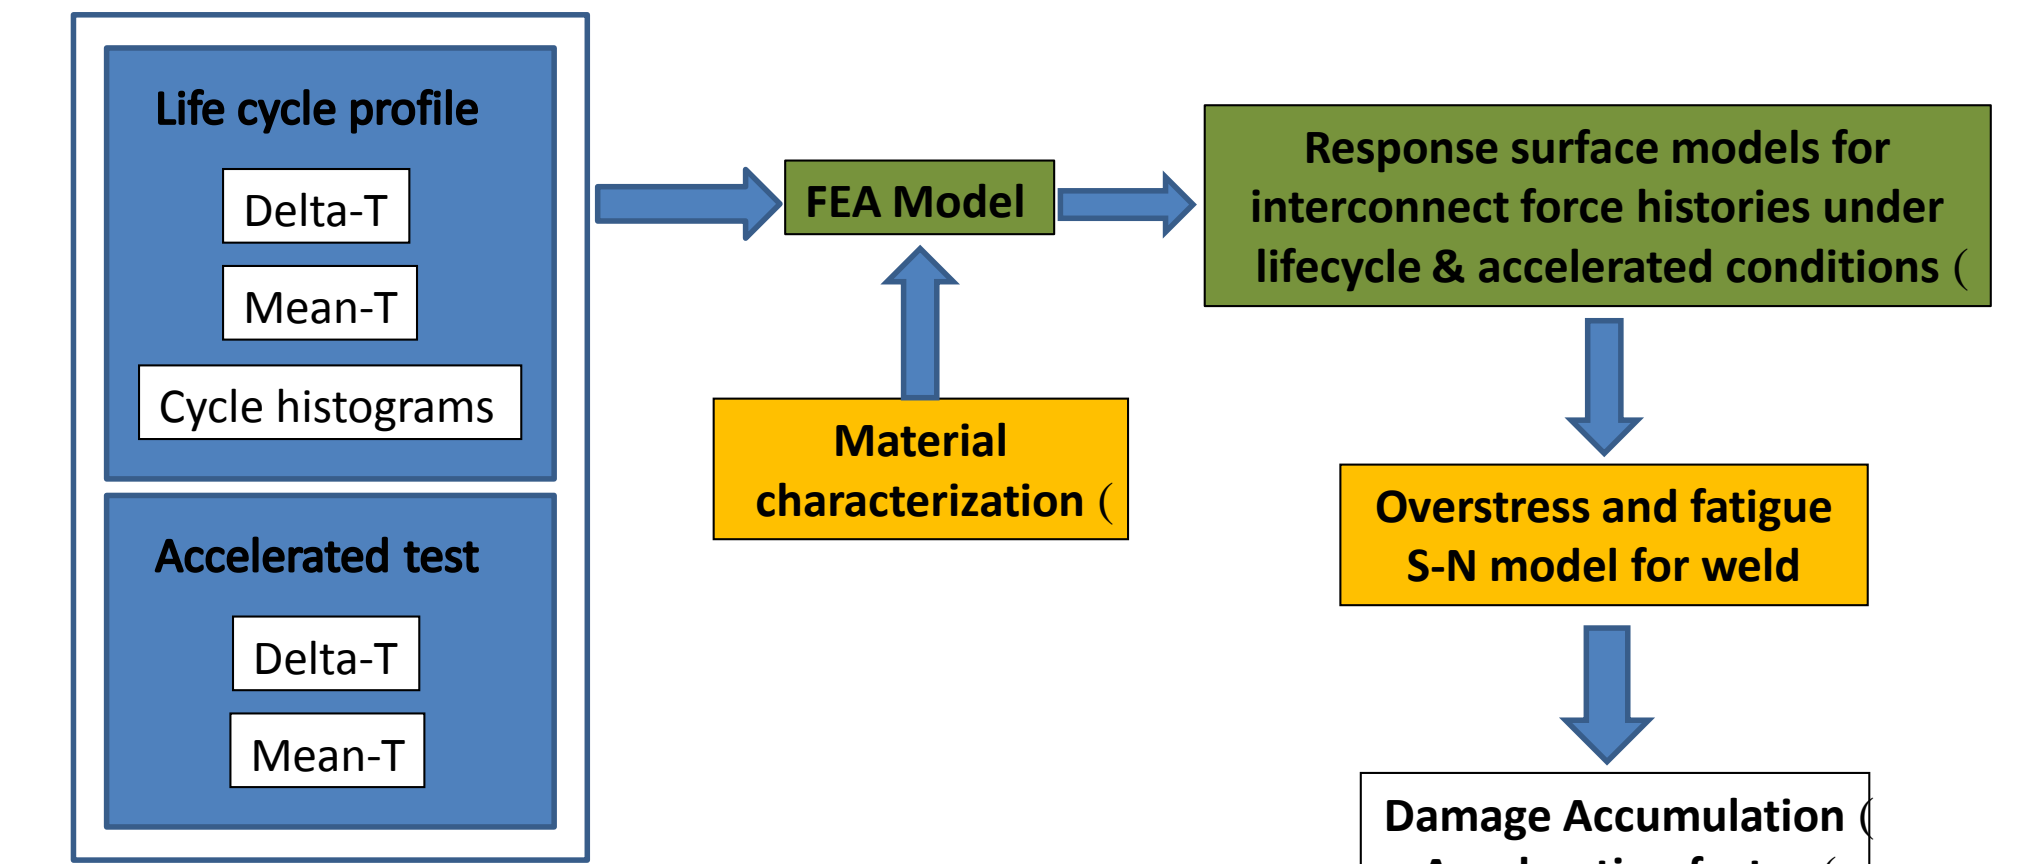 Life cycle profile
Delta-T
Mean-T
Cycle histograms
Accelerated test
Delta-T
Mean-T
FEA Model
Material
characterization (
Response surface models for
interconnect force histories under
lifecycle & accelerated conditions (
Overstress and fatigue
S-N model for weld
Damage Accumulation (